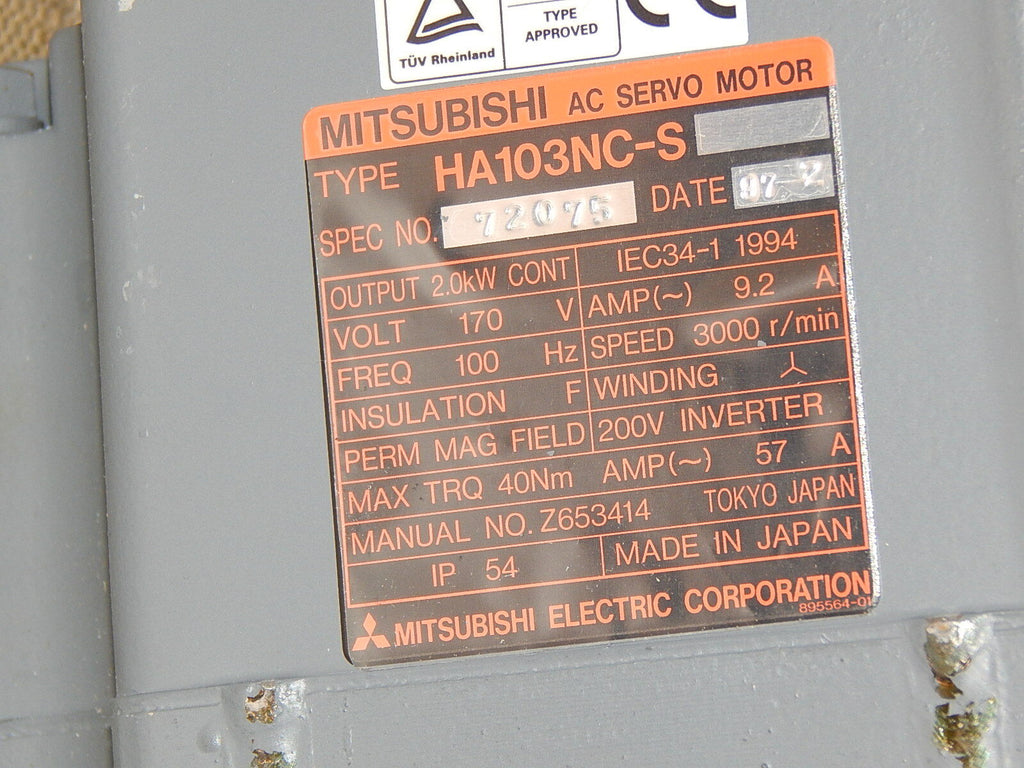 TÜV Rheinland
TYPE
APPROVED
CE
MITSUBISHI AC SERVO MOTOR
TYPE HA103NC-S
SPEC NO. 72075 DATE 97 2
OUTPUT 2.0kW CONT IEC34-1 1994
VOLT 170 V AMP(~) 9.2 A
FREQ 100 Hz SPEED 3000 r/min
INSULATION F WINDING
PERM MAG FIELD 200V INVERTER
MAX TRQ 40Nm AMP(~) 57 A
MANUAL NO. Z653414 TOKYO JAPAN
IP 54 MADE IN JAPAN
MITSUBISHI ELECTRIC CORPORATION